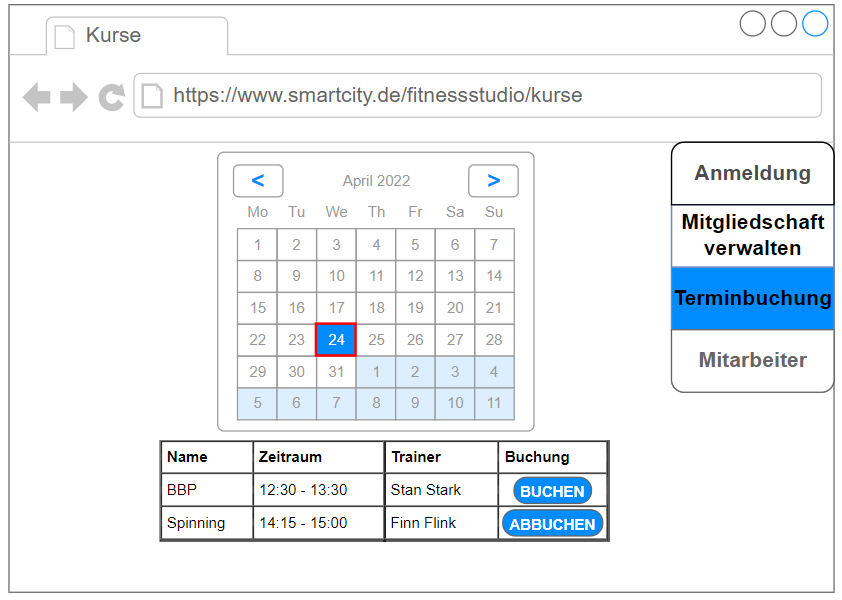 Kurse
https://www.smartcity.de/fitnessstudio/kurse
< April 2022 >
Mo Tu We Th Fr Sa Su
1 2 3 4 5 6 7
8 9 10 11 12 13 14
15 16 17 18 19 20 21
22 23 24 25 26 27 28
29 30 31 1 2 3 4
5 6 7 8 9 10 11
Anmeldung
Mitgliedschaft
verwalten
Terminbuchung
Mitarbeiter
Name Zeitraum Trainer Buchung
BBP 12:30 - 13:30 Stan Stark BUCHEN
Spinning 14:15 - 15:00 Finn Flink ABBUCHEN